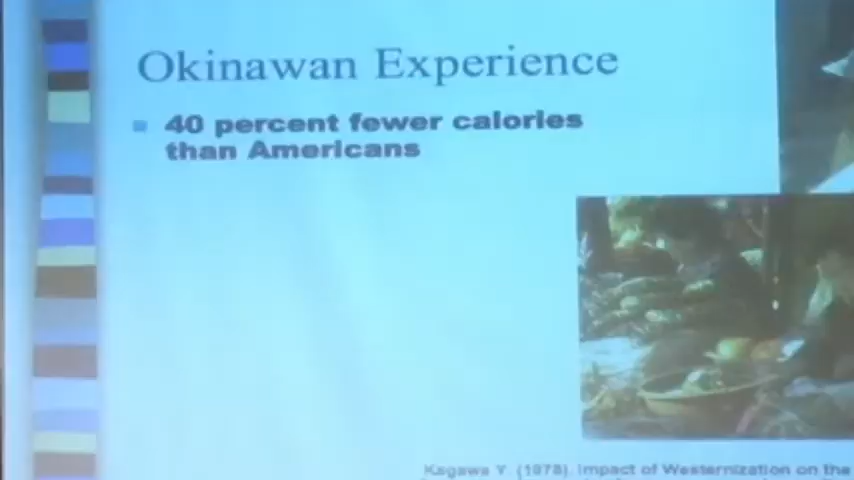 Okinawan Experience
40 percent fewer calories
than Americans
Kagawa Y. (1978). Impact of Westernization on the